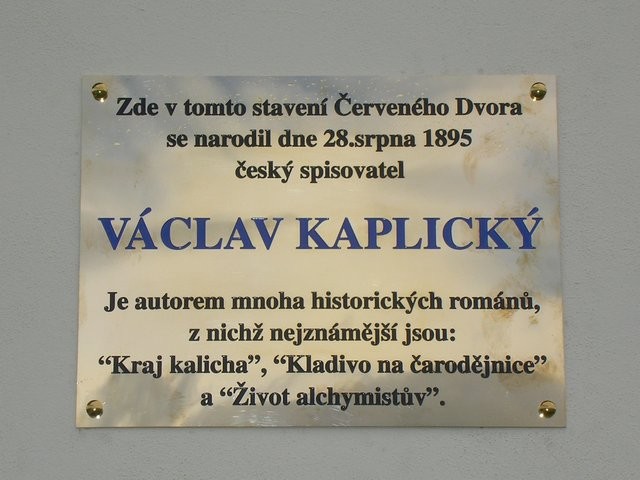 Zde v tomto stavení Červeného Dvora
se narodil dne 28.srpna 1895
český spisovatel
VÁCLAV KAPLICKÝ
Je autorem mnoha historických románů,
z nichž nejznámější jsou:
“Kraj kalicha”, “Kladivo na čarodějnice”
a “Život alchymistův”.